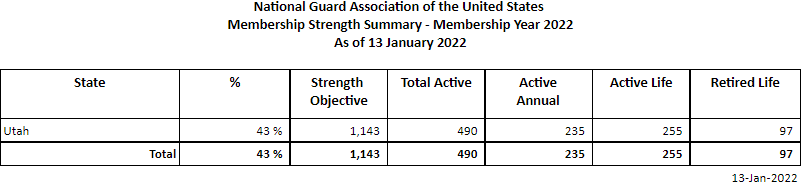 National Guard Association of the United States
Membership Strength Summary - Membership Year 2022
As of 13 January 2022
State % Strength Objective Total Active Active Annual Active Life Retired Life
Utah 43 % 1,143 490 235 255 97
Total 43 % 1,143 490 235 255 97
13-Jan-2022